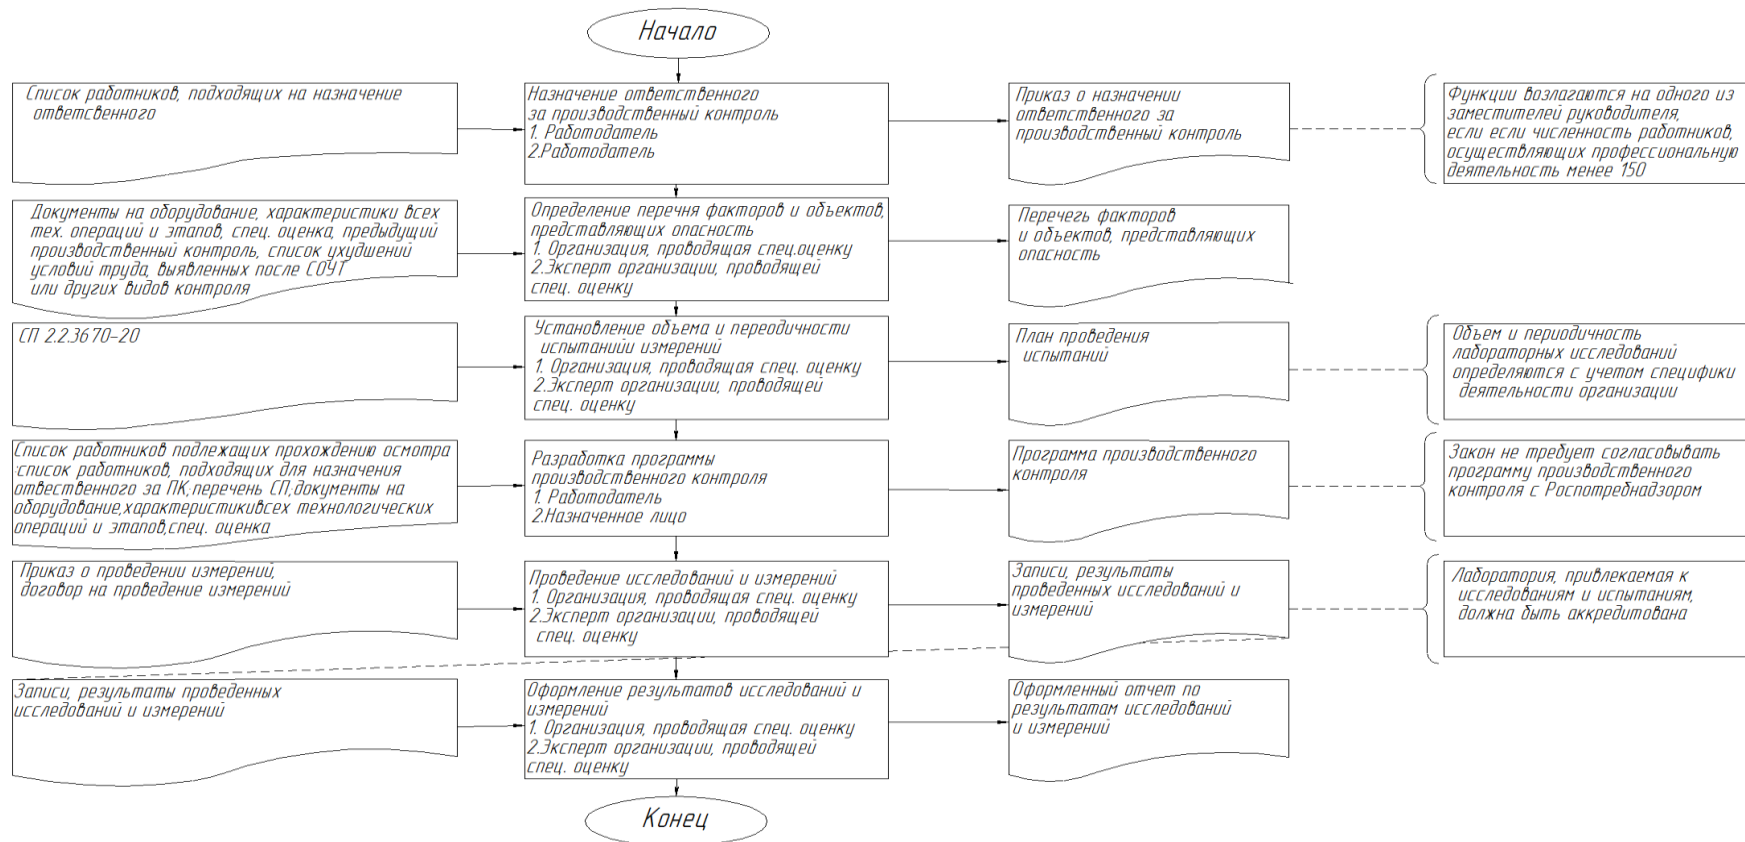 Начало
Список работников, подходящих на назначение
ответсвенного
Назначение ответственного
за производственный контроль
1. Работодатель
2.Работодатель
Приказ о назначении
ответственного за
производственный контроль
Функции возлагаются на одного из
заместителей руководителя,
если если численность работников,
осуществляющих профессиональную
деятельность менее 150
Документы на оборудование, характеристики всех
тех. операций и этапов, спец. оценка, предыдущий
производственный контроль, список ухудшений
условий труда, выявленных после СОУТ
или других видов контроля
Определение перечня факторов и объектов,
представляющих опасность
1. Организация, проводящая спец.оценку
2.Эксперт организации, проводящей
спец. оценку
Перечегь факторов
и объектов, представляющих
опасность
СП 2.2.3670-20
Установление объема и переодичности
испытанийи измерений
1. Организация, проводящая спец. оценку
2.Эксперт организации, проводящей
спец. оценку
План проведения
испытаний
Объем и периодичность
лабораторных исследований
определяются с учетом специфики
деятельности организации
Список работников подлежащих прохождению осмотра
список работников, подходящих для назначения
отвественного за ПК,перечень СП,документы на
оборудование,характеристикивсех технологических
операций и этапов,спец. оценка
Разработка программы
производственного контроля
1. Работодатель
2.Назначенное лицо
Программа производственного
контроля
Закон не требует согласовывать
программу производственного
контроля с Роспотребнадзором
Приказ о проведении измерений,
договор на проведение измерений
Проведение исследований и измерений
1. Организация, проводящая спец. оценку
2.Эксперт организации, проводящей
спец. оценку
Записи, результаты
проведенных исследований и
измерений
Лаборатория, привлекаемая к
исследованиям и испытаниям,
должна быть аккредитована
Записи, результаты проведенных
исследований и измерений
Оформление результатов исследований и
измерений
1. Организация, проводящая спец. оценку
2.Эксперт организации, проводящей
спец. оценку
Оформленный отчет по
результатам исследований
и измерений
Конец